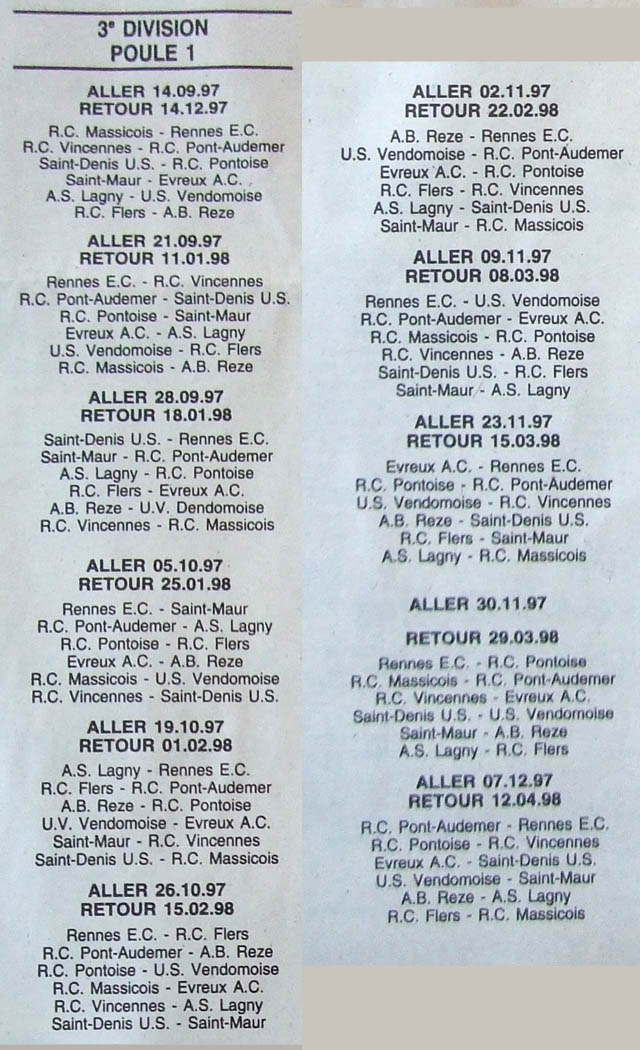 3e DIVISION
POULE 1
ALLER 14.09.97
RETOUR 14.12.97
R.C. Massicois - Rennes E.C.
R.C. Vincennes - R.C. Pont-Audemer
Saint-Denis U.S. - R.C. Pontoise
Saint-Maur - Evreux A.C.
A.S. Lagny - U.S. Vendomoise
R.C. Flers - A.B. Reze
ALLER 21.09.97
RETOUR 11.01.98
Rennes E.C. - R.C. Vincennes
R.C. Pont-Audemer - Saint-Denis U.S.
R.C. Pontoise - Saint-Maur
Evreux A.C. - A.S. Lagny
U.S. Vendomoise - R.C. Flers
R.C. Massicois - A.B. Reze
ALLER 28.09.97
RETOUR 18.01.98
Saint-Denis U.S. - Rennes E.C.
Saint-Maur - R.C. Pont-Audemer
A.S. Lagny - R.C. Pontoise
R.C. Flers - Evreux A.C.
A.B. Reze - U.V. Dendomoise
R.C. Vincennes - R.C. Massicois
ALLER 05.10.97
RETOUR 25.01.98
Rennes E.C. - Saint-Maur
R.C. Pont-Audemer - A.S. Lagny
R.C. Pontoise - R.C. Flers
Evreux A.C. - A.B. Reze
R.C. Massicois - U.S. Vendomoise
R.C. Vincennes - Saint-Denis U.S.
ALLER 19.10.97
RETOUR 01.02.98
A.S. Lagny - Rennes E.C.
R.C. Flers - R.C. Pont-Audemer
A.B. Reze - R.C. Pontoise
U.V. Vendomoise - Evreux A.C.
Saint-Maur - R.C. Vincennes
Saint-Denis U.S. - R.C. Massicois
ALLER 26.10.97
RETOUR 15.02.98
Rennes E.C. - R.C. Flers
R.C. Pont-Audemer - A.B. Reze
R.C. Pontoise - U.S. Vendomoise
R.C. Massicois - Evreux A.C.
R.C. Vincennes - A.S. Lagny
Saint-Denis U.S. - Saint-Maur
ALLER 02.11.97
RETOUR 22.02.98
A.B. Reze - Rennes E.C.
U.S. Vendomoise - R.C. Pont-Audemer
Evreux A.C. - R.C. Pontoise
R.C. Flers - R.C. Vincennes
A.S. Lagny - Saint-Denis U.S.
Saint-Maur - R.C. Massicois
ALLER 09.11.97
RETOUR 08.03.98
Rennes E.C. - U.S. Vendomoise
R.C. Pont-Audemer - Evreux A.C.
R.C. Massicois - R.C. Pontoise
R.C. Vincennes - A.B. Reze
Saint-Denis U.S. - R.C. Flers
Saint-Maur - A.S. Lagny
ALLER 23.11.97
RETOUR 15.03.98
Evreux A.C. - Rennes E.C.
R.C. Pontoise - R.C. Pont-Audemer
U.S. Vendomoise - R.C. Vincennes
A.B. Reze - Saint-Denis U.S.
R.C. Flers - Saint-Maur
A.S. Lagny - R.C. Massicois
ALLER 30.11.97
RETOUR 29.03.98
Rennes E.C. - R.C. Pontoise
R.C. Massicois - R.C. Pont-Audemer
R.C. Vincennes - Evreux A.C.
Saint-Denis U.S. - U.S. Vendomoise
Saint-Maur - A.B. Reze
A.S. Lagny - R.C. Flers
ALLER 07.12.97
RETOUR 12.04.98
R.C. Pont-Audemer - Rennes E.C.
R.C. Pontoise - R.C. Vincennes
Evreux A.C. - Saint-Denis U.S.
U.S. Vendomoise - Saint-Maur
A.B. Reze - A.S. Lagny
R.C. Flers - R.C. Massicois